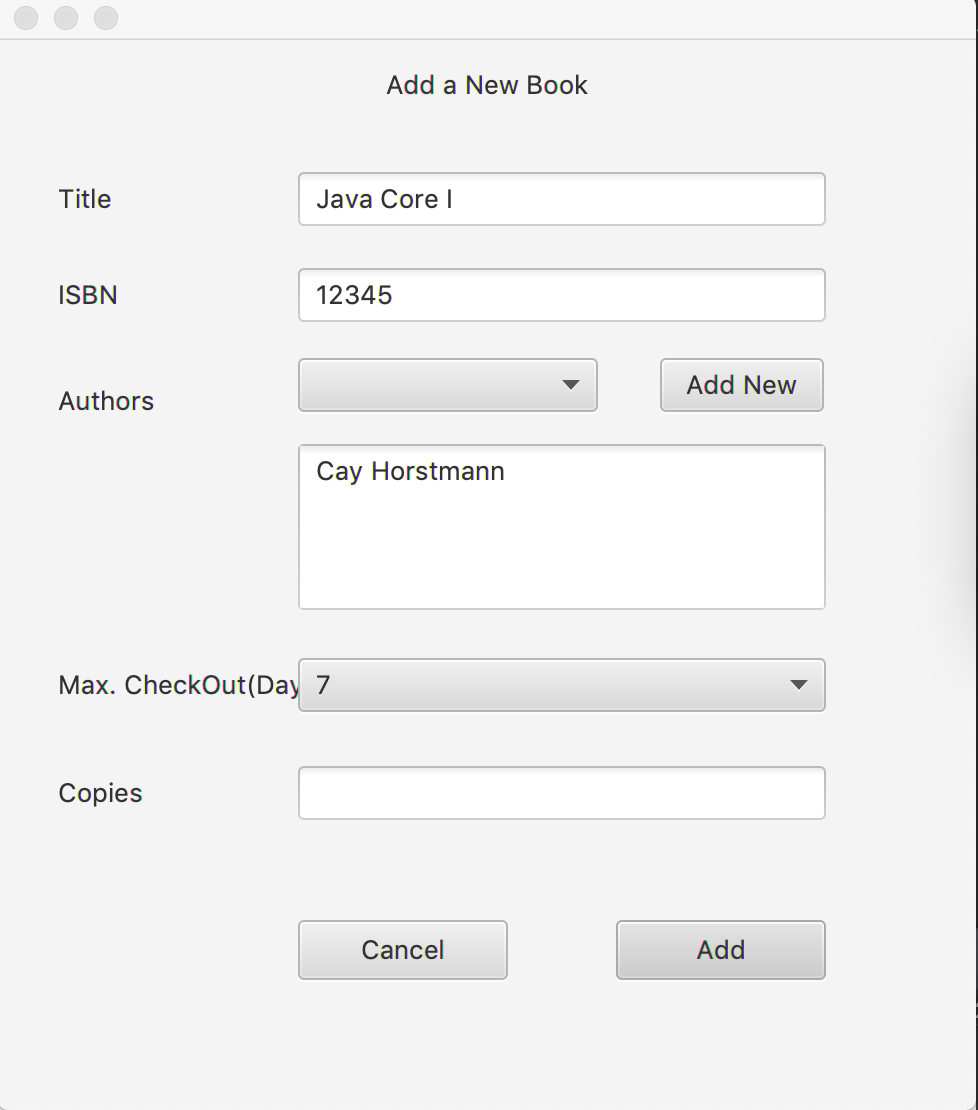 Add a New Book
Title
Java Core I
ISBN
12345
Authors
Add New
Cay Horstmann
Max. CheckOut(Day
7
Copies
Cancel
Add